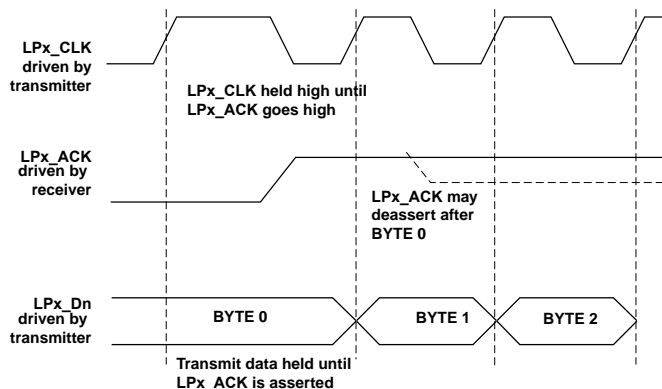 LPx_CLK
driven by
transmitter
LPx_CLK held high until
LPx_ACK goes high
LPx_ACK
driven by
receiver
LPx_ACK may
deassert after
BYTE 0
LPx_Dn
driven by
transmitter
BYTE 0
BYTE 1
BYTE 2
Transmit data held until
LPx_ACK is asserted